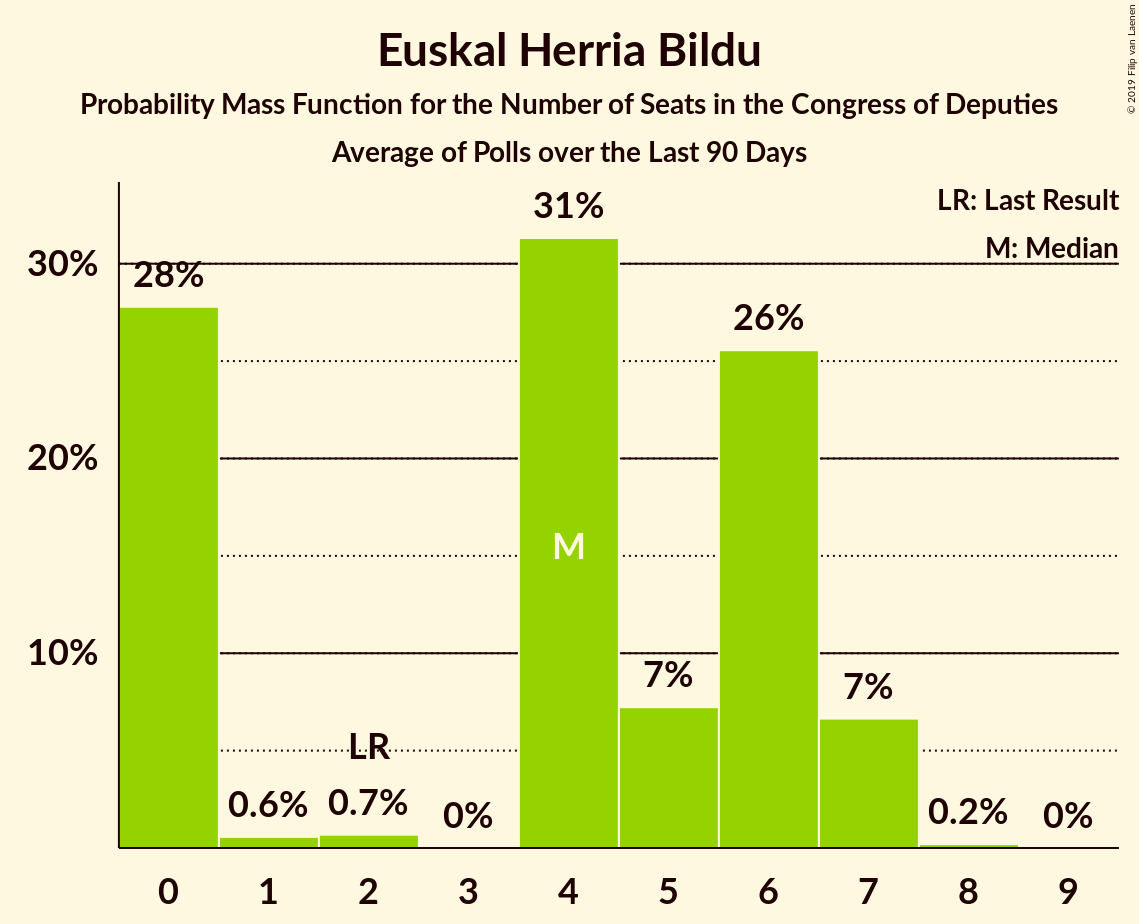 Euskal Herria Bildu
Probability Mass Function for the Number of Seats in the Congress of Deputies
Average of Polls over the Last 90 Days
© 2019 Filip van Laenen
LR: Last Result
M: Median
30%
20%
10%
28%
0.6%
LR
0.7%
0%
31%
M
7%
26%
7%
0.2%
0%
0 1 2 3 4 5 6 7 8 9